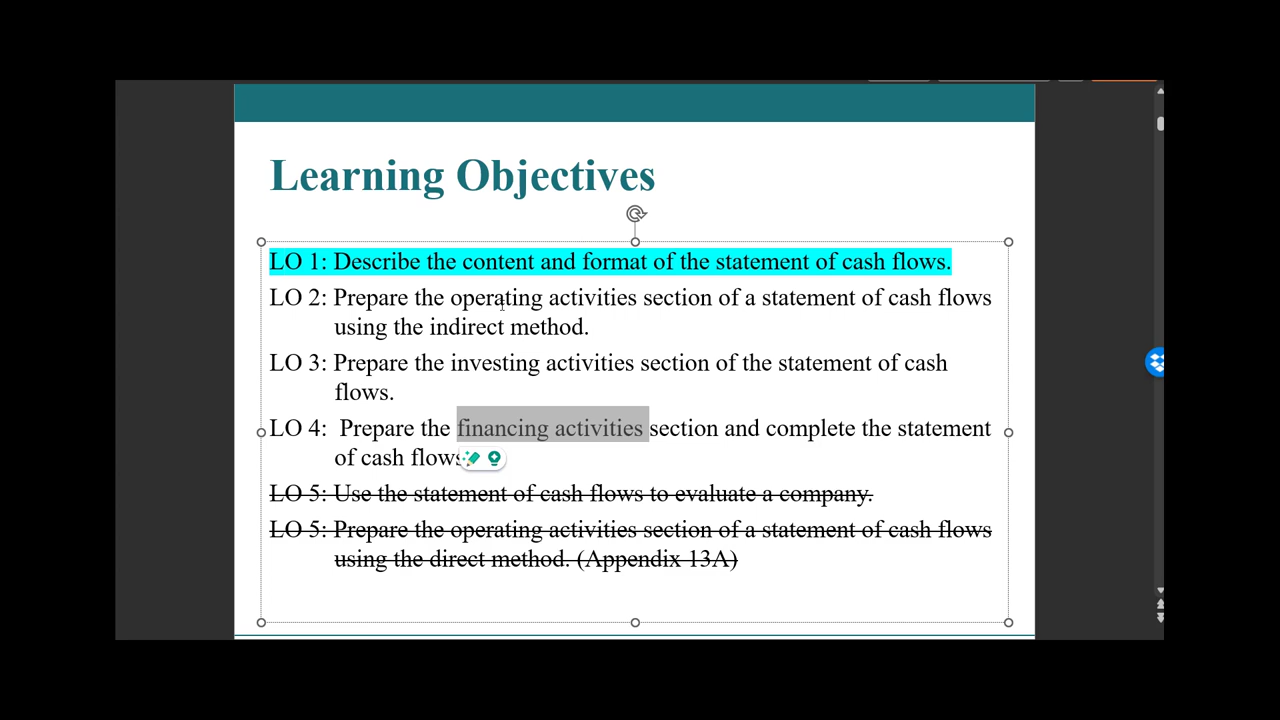 Learning Objectives
LO 1: Describe the content and format of the statement of cash flows.
LO 2: Prepare the operating activities section of a statement of cash flows
using the indirect method.
LO 3: Prepare the investing activities section of the statement of cash
flows.
LO 4: Prepare the financing activities section and complete the statement
of cash flows
LO 5: Use the statement of cash flows to evaluate a company.
LO 5: Prepare the operating activities section of a statement of cash flows
using the direct method. (Appendix 13A)